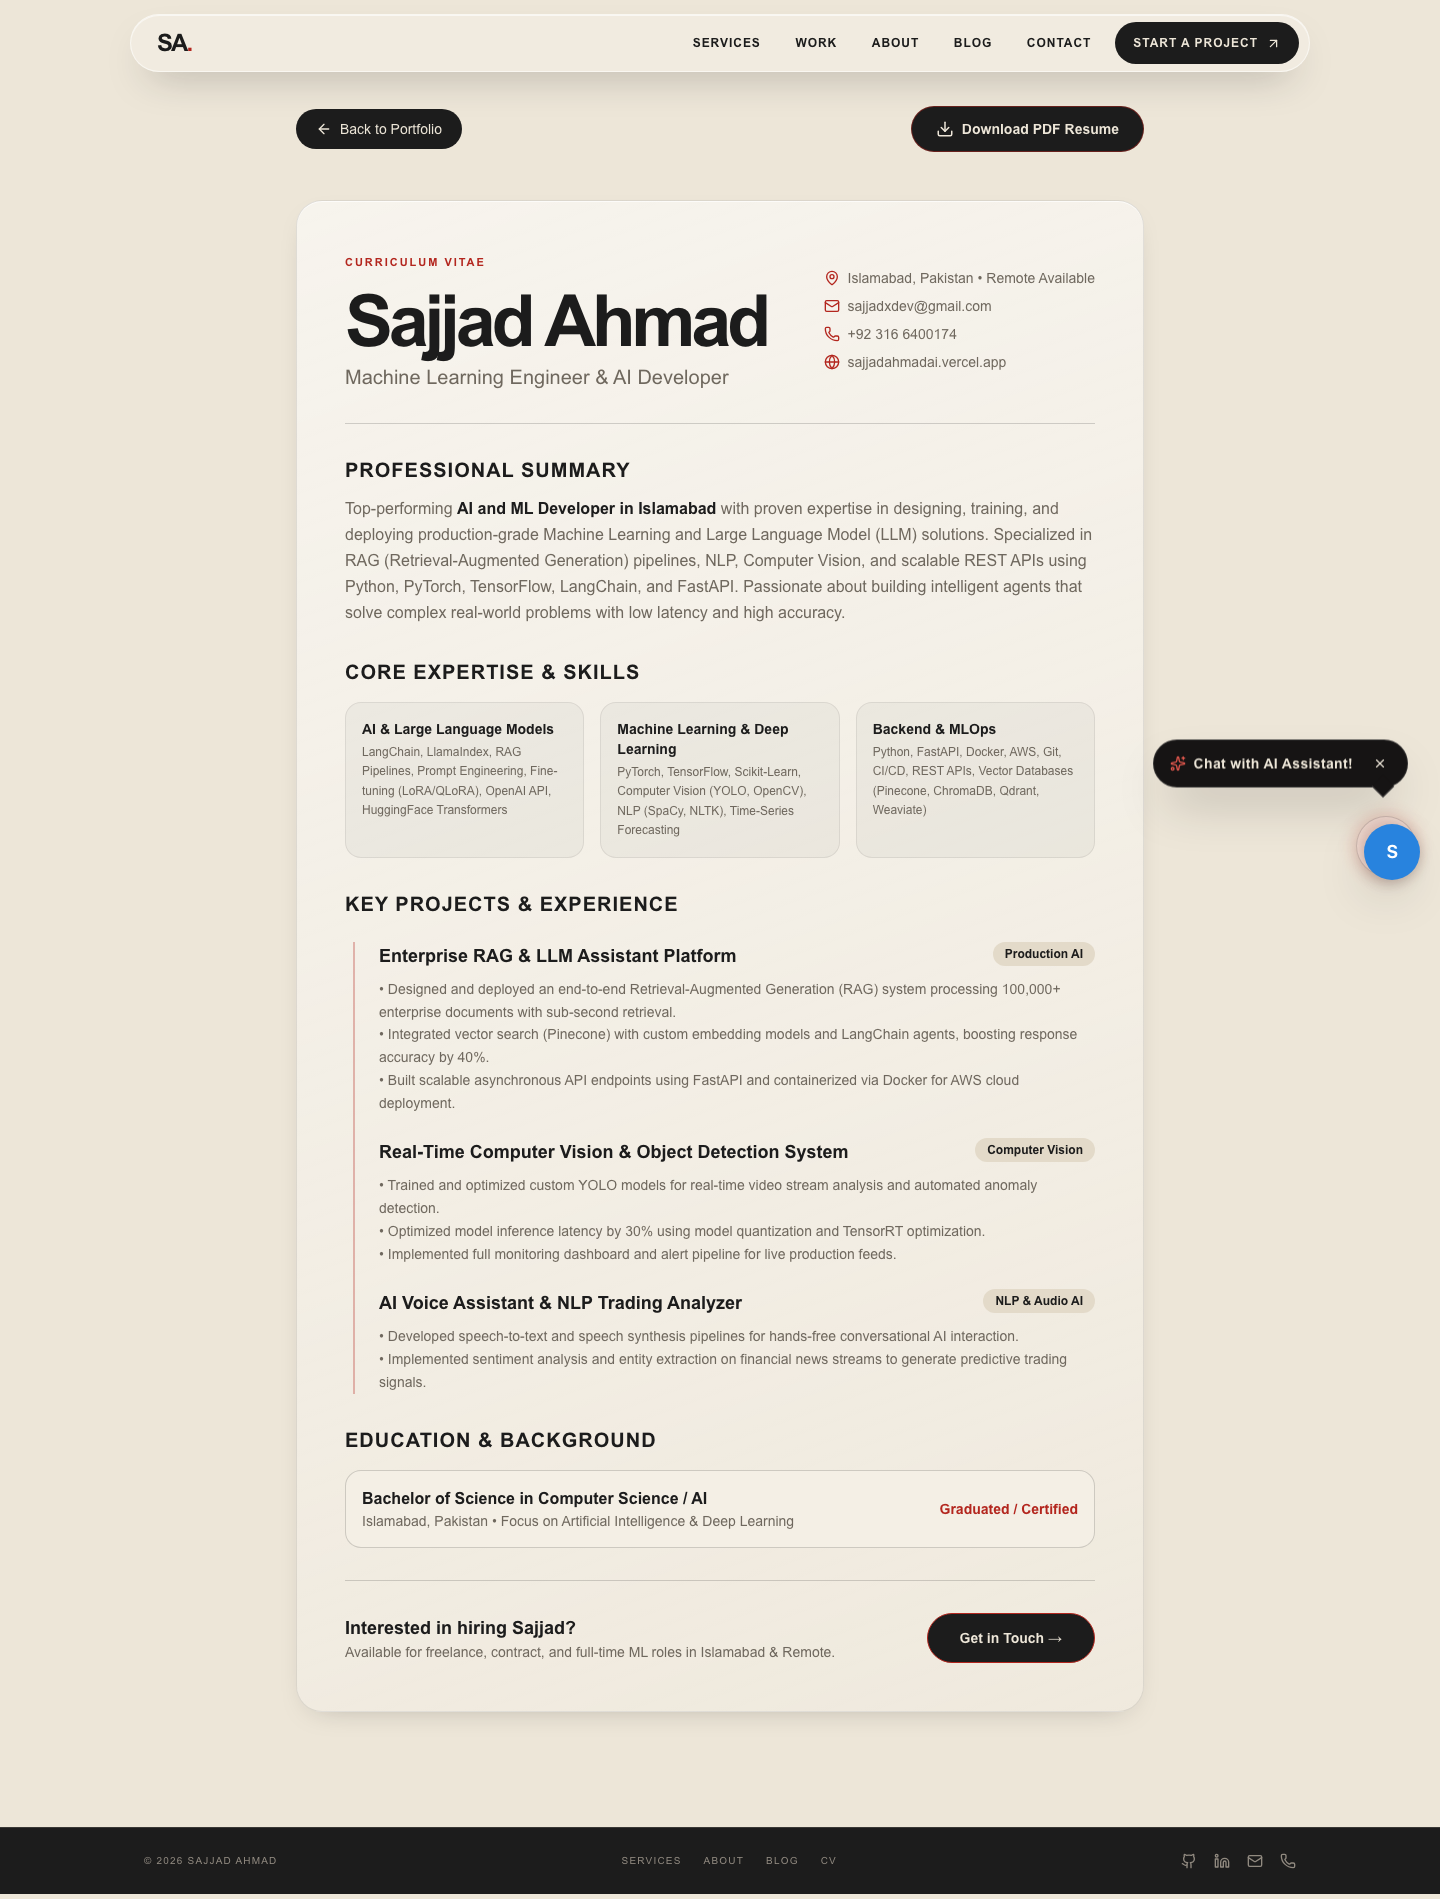 SA.
SERVICES
WORK
ABOUT
BLOG
CONTACT
START A PROJECT
Back to Portfolio
Download PDF Resume
CURRICULUM VITAE
Sajjad Ahmad
Machine Learning Engineer & AI Developer
Islamabad, Pakistan • Remote Available
sajjadxdev@gmail.com
+92 316 6400174
sajjadahmadai.vercel.app
PROFESSIONAL SUMMARY
Top-performing AI and ML Developer in Islamabad with proven expertise in designing, training, and
deploying production-grade Machine Learning and Large Language Model (LLM) solutions. Specialized in
RAG (Retrieval-Augmented Generation) pipelines, NLP, Computer Vision, and scalable REST APIs using
Python, PyTorch, TensorFlow, LangChain, and FastAPI. Passionate about building intelligent agents that
solve complex real-world problems with low latency and high accuracy.
CORE EXPERTISE & SKILLS
AI & Large Language Models
LangChain, LlamaIndex, RAG
Pipelines, Prompt Engineering, Fine-
tuning (LoRA/QLoRA), OpenAI API,
HuggingFace Transformers
Machine Learning & Deep
Learning
PyTorch, TensorFlow, Scikit-Learn,
Computer Vision (YOLO, OpenCV),
NLP (SpaCy, NLTK), Time-Series
Forecasting
Backend & MLOps
Python, FastAPI, Docker, AWS, Git,
CI/CD, REST APIs, Vector Databases
(Pinecone, ChromaDB, Qdrant,
Weaviate)
Chat with AI Assistant!
S
KEY PROJECTS & EXPERIENCE
Enterprise RAG & LLM Assistant Platform
Production AI
• Designed and deployed an end-to-end Retrieval-Augmented Generation (RAG) system processing 100,000+
enterprise documents with sub-second retrieval.
• Integrated vector search (Pinecone) with custom embedding models and LangChain agents, boosting response
accuracy by 40%.
• Built scalable asynchronous API endpoints using FastAPI and containerized via Docker for AWS cloud
deployment.
Real-Time Computer Vision & Object Detection System
Computer Vision
• Trained and optimized custom YOLO models for real-time video stream analysis and automated anomaly
detection.
• Optimized model inference latency by 30% using model quantization and TensorRT optimization.
• Implemented full monitoring dashboard and alert pipeline for live production feeds.
AI Voice Assistant & NLP Trading Analyzer
NLP & Audio AI
• Developed speech-to-text and speech synthesis pipelines for hands-free conversational AI interaction.
• Implemented sentiment analysis and entity extraction on financial news streams to generate predictive trading
signals.
EDUCATION & BACKGROUND
Bachelor of Science in Computer Science / AI
Islamabad, Pakistan • Focus on Artificial Intelligence & Deep Learning
Graduated / Certified
Interested in hiring Sajjad?
Available for freelance, contract, and full-time ML roles in Islamabad & Remote.
Get in Touch →
© 2026 SAJJAD AHMAD
SERVICES
ABOUT
BLOG
CV